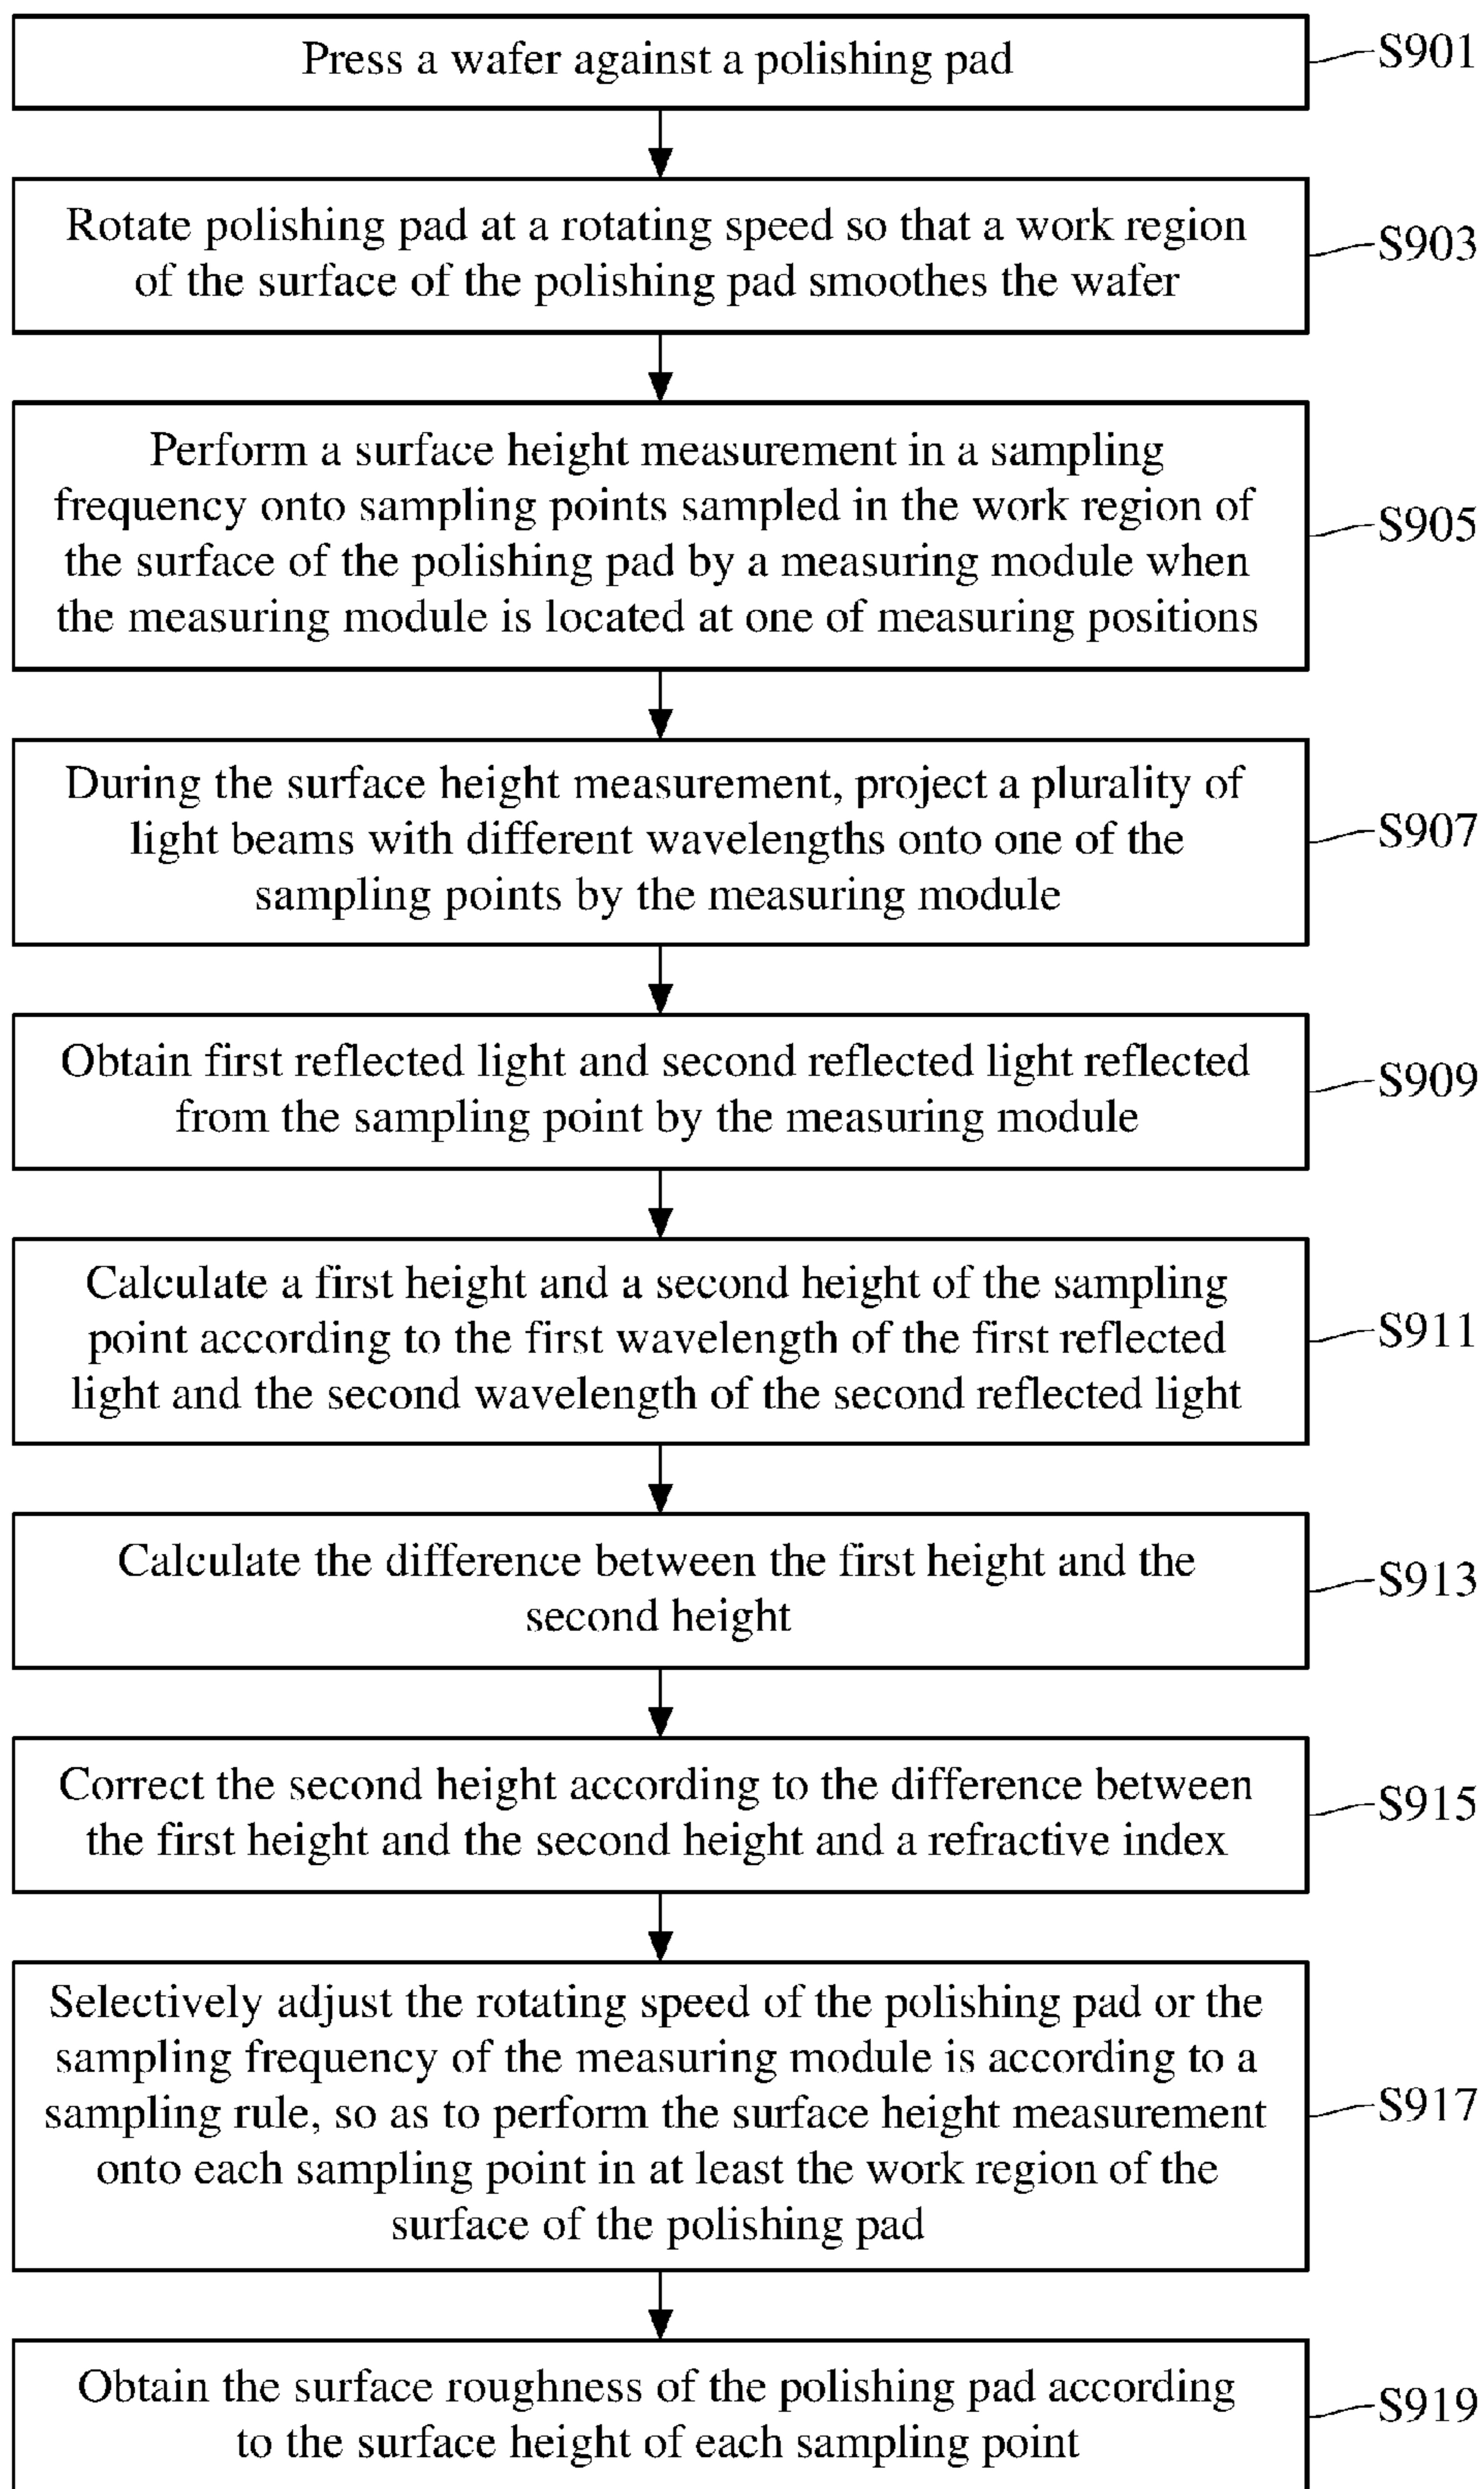 Press a wafer against a polishing pad
S901
Rotate polishing pad at a rotating speed so that a work region
of the surface of the polishing pad smoothes the wafer
S903
Perform a surface height measurement in a sampling
frequency onto sampling points sampled in the work region of
the surface of the polishing pad by a measuring module when
the measuring module is located at one of measuring positions
S905
During the surface height measurement, project a plurality of
light beams with different wavelengths onto one of the
sampling points by the measuring module
S907
Obtain first reflected light and second reflected light reflected
from the sampling point by the measuring module
S909
Calculate a first height and a second height of the sampling
point according to the first wavelength of the first reflected
light and the second wavelength of the second reflected light
S911
Calculate the difference between the first height and the
second height
S913
Correct the second height according to the difference between
the first height and the second height and a refractive index
S915
Selectively adjust the rotating speed of the polishing pad or the
sampling frequency of the measuring module is according to a
sampling rule, so as to perform the surface height measurement
onto each sampling point in at least the work region of the
surface of the polishing pad
S917
Obtain the surface roughness of the polishing pad according
to the surface height of each sampling point
S919